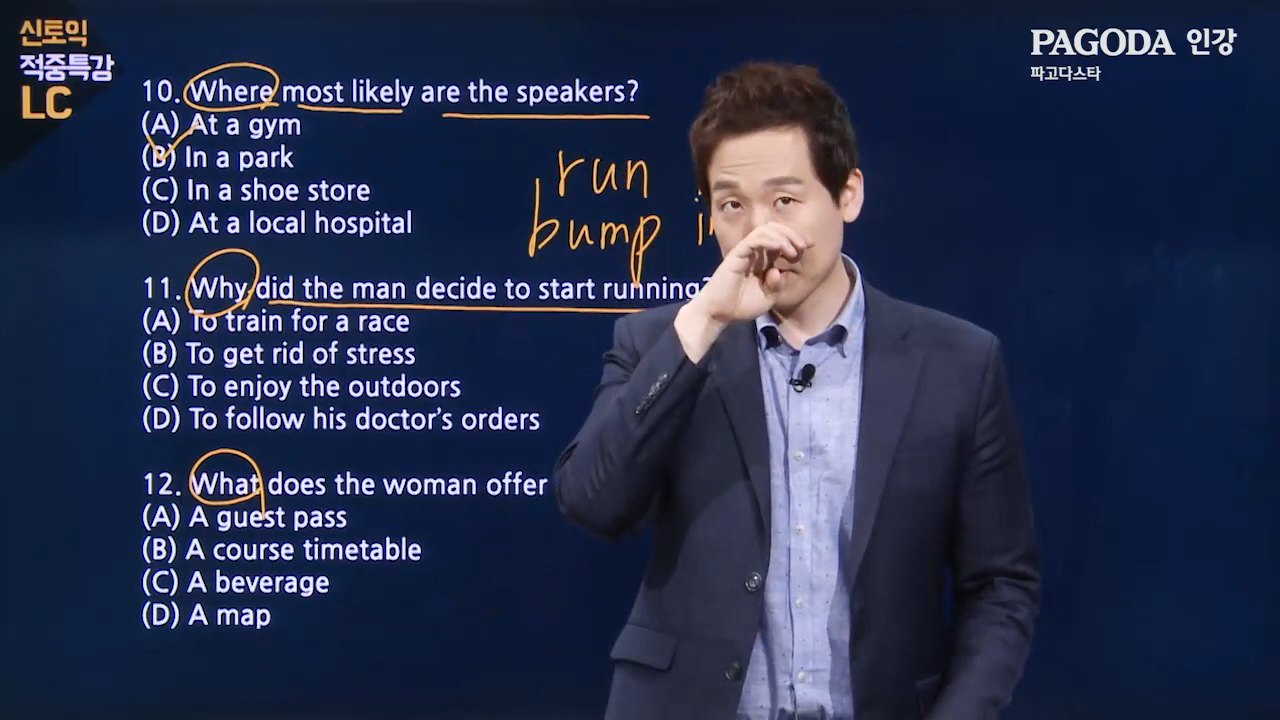 신토익
적중특강
LC
PAGODA 인강
파고다스타
10. Where most likely are the speakers?
(A) At a gym
(B) In a park
(C) In a shoe store
(D) At a local hospital
run
bump
11. Why did the man decide to start running?
(A) To train for a race
(B) To get rid of stress
(C) To enjoy the outdoors
(D) To follow his doctor's orders
12. What does the woman offer
(A) A guest pass
(B) A course timetable
(C) A beverage
(D) A map